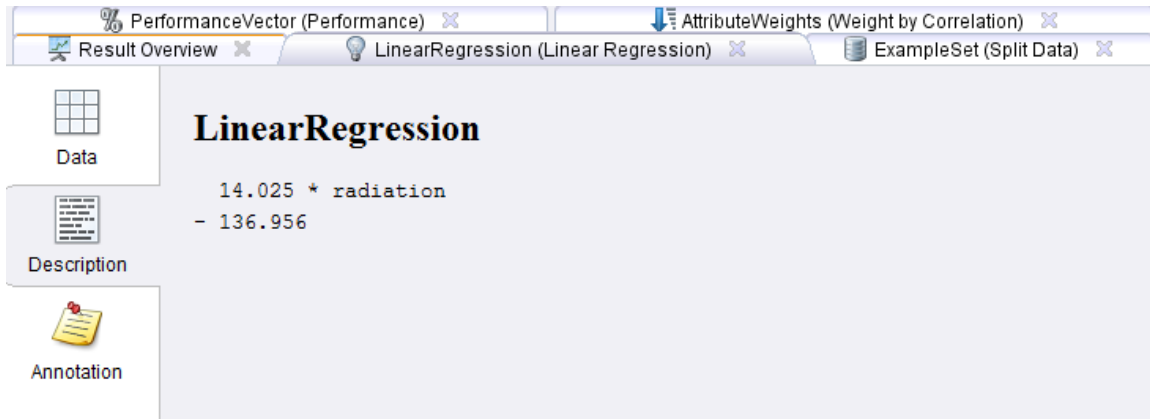 PerformanceVector (Performance)
AttributeWeights (Weight by Correlation)
Result Overview
LinearRegression (Linear Regression)
ExampleSet (Split Data)
Data
LinearRegression
14.025 * radiation
- 136.956
Description
Annotation